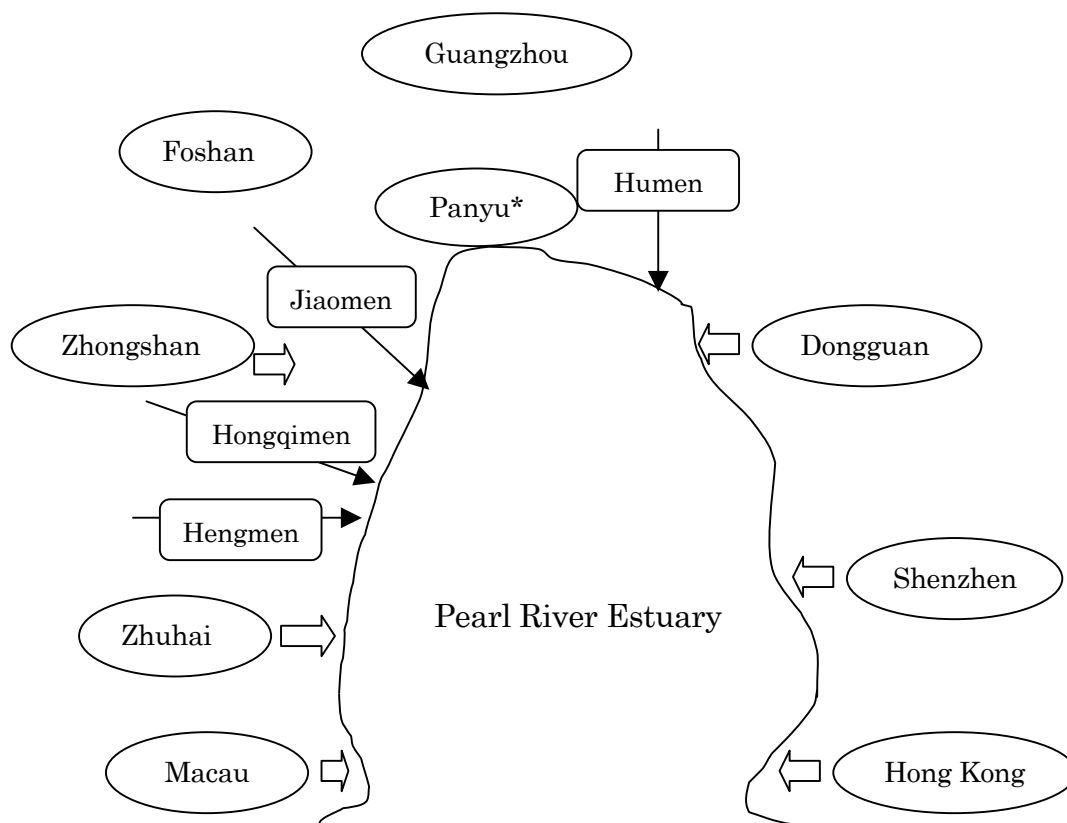 Guangzhou
Foshan
Humen
Panyu*
Jiaomen
Zhongshan
Dongguan
Hongqimen
Hengmen
Shenzhen
Pearl River Estuary
Zhuhai
Macau
Hong Kong